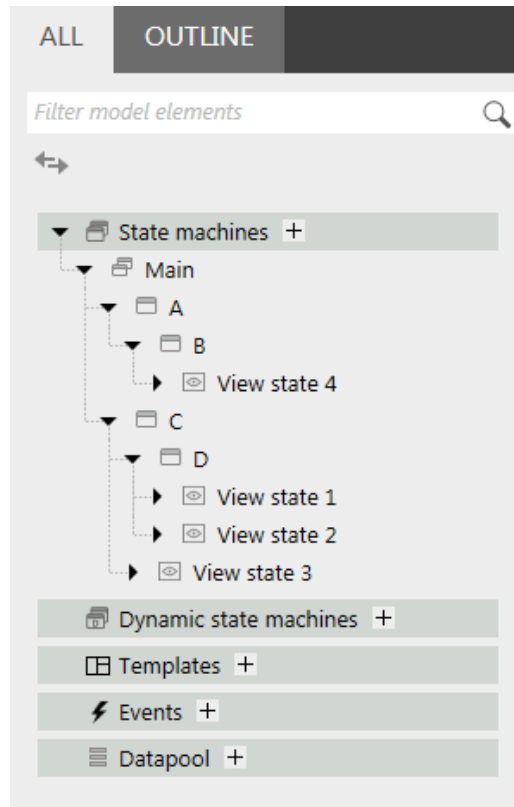 ALL OUTLINE
Filter model elements
State machines +
Main
A
B
View state 4
C
D
View state 1
View state 2
View state 3
Dynamic state machines +
Templates +
Events +
Datapool +